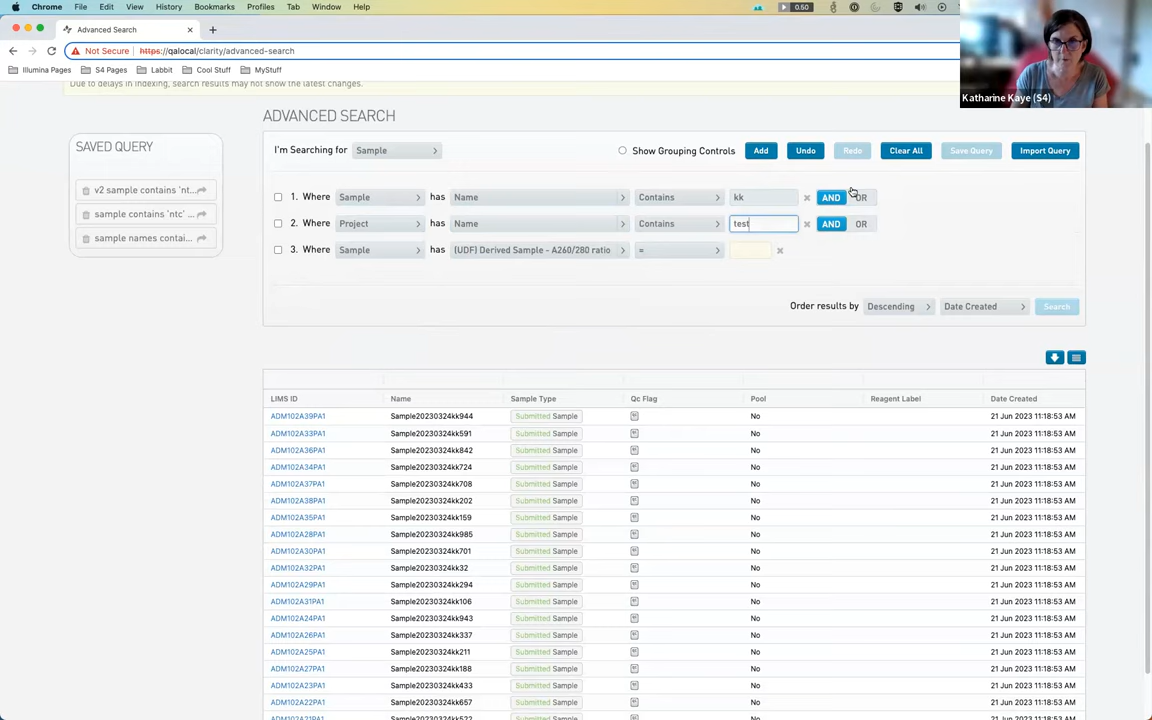 Chrome File Edit View History Bookmarks Profiles Tab Window Help 0.50
Advanced Search
Not Secure https://qalocal/clarity/advanced-search
Illumina Pages S4 Pages Labbit Cool Stuff MyStuff
Katharine Kaye (S4)
Due to delays in indexing, search results may not show the latest changes.
ADVANCED SEARCH
SAVED QUERY
v2 sample contains 'nt...
sample contains 'ntc' ...
sample names contai...
I'm Searching for Sample Show Grouping Controls Add Undo Redo Clear All Save Query Import Query
1. Where Sample has Name Contains kk AND OR
2. Where Project has Name Contains test AND OR
3. Where Sample has (UDF) Derived Sample - A260/280 ratio =
Order results by Descending Date Created Search
LIMS ID Name Sample Type Qc Flag Pool Reagent Label Date Created
ADM102A39PA1 Sample20230324kk944 Submitted Sample No 21 Jun 2023 11:18:53 AM
ADM102A33PA1 Sample20230324kk591 Submitted Sample No 21 Jun 2023 11:18:53 AM
ADM102A36PA1 Sample20230324kk842 Submitted Sample No 21 Jun 2023 11:18:53 AM
ADM102A34PA1 Sample20230324kk724 Submitted Sample No 21 Jun 2023 11:18:53 AM
ADM102A37PA1 Sample20230324kk708 Submitted Sample No 21 Jun 2023 11:18:53 AM
ADM102A38PA1 Sample20230324kk202 Submitted Sample No 21 Jun 2023 11:18:53 AM
ADM102A35PA1 Sample20230324kk159 Submitted Sample No 21 Jun 2023 11:18:53 AM
ADM102A28PA1 Sample20230324kk985 Submitted Sample No 21 Jun 2023 11:18:53 AM
ADM102A30PA1 Sample20230324kk701 Submitted Sample No 21 Jun 2023 11:18:53 AM
ADM102A32PA1 Sample20230324kk32 Submitted Sample No 21 Jun 2023 11:18:53 AM
ADM102A29PA1 Sample20230324kk294 Submitted Sample No 21 Jun 2023 11:18:53 AM
ADM102A31PA1 Sample20230324kk106 Submitted Sample No 21 Jun 2023 11:18:53 AM
ADM102A24PA1 Sample20230324kk943 Submitted Sample No 21 Jun 2023 11:18:53 AM
ADM102A26PA1 Sample20230324kk337 Submitted Sample No 21 Jun 2023 11:18:53 AM
ADM102A25PA1 Sample20230324kk211 Submitted Sample No 21 Jun 2023 11:18:53 AM
ADM102A27PA1 Sample20230324kk188 Submitted Sample No 21 Jun 2023 11:18:53 AM
ADM102A23PA1 Sample20230324kk433 Submitted Sample No 21 Jun 2023 11:18:53 AM
ADM102A22PA1 Sample20230324kk657 Submitted Sample No 21 Jun 2023 11:18:53 AM
ADM102A21PA1 Sample20230324kk522 Submitted Sample No 21 Jun 2023 11:18:53 AM